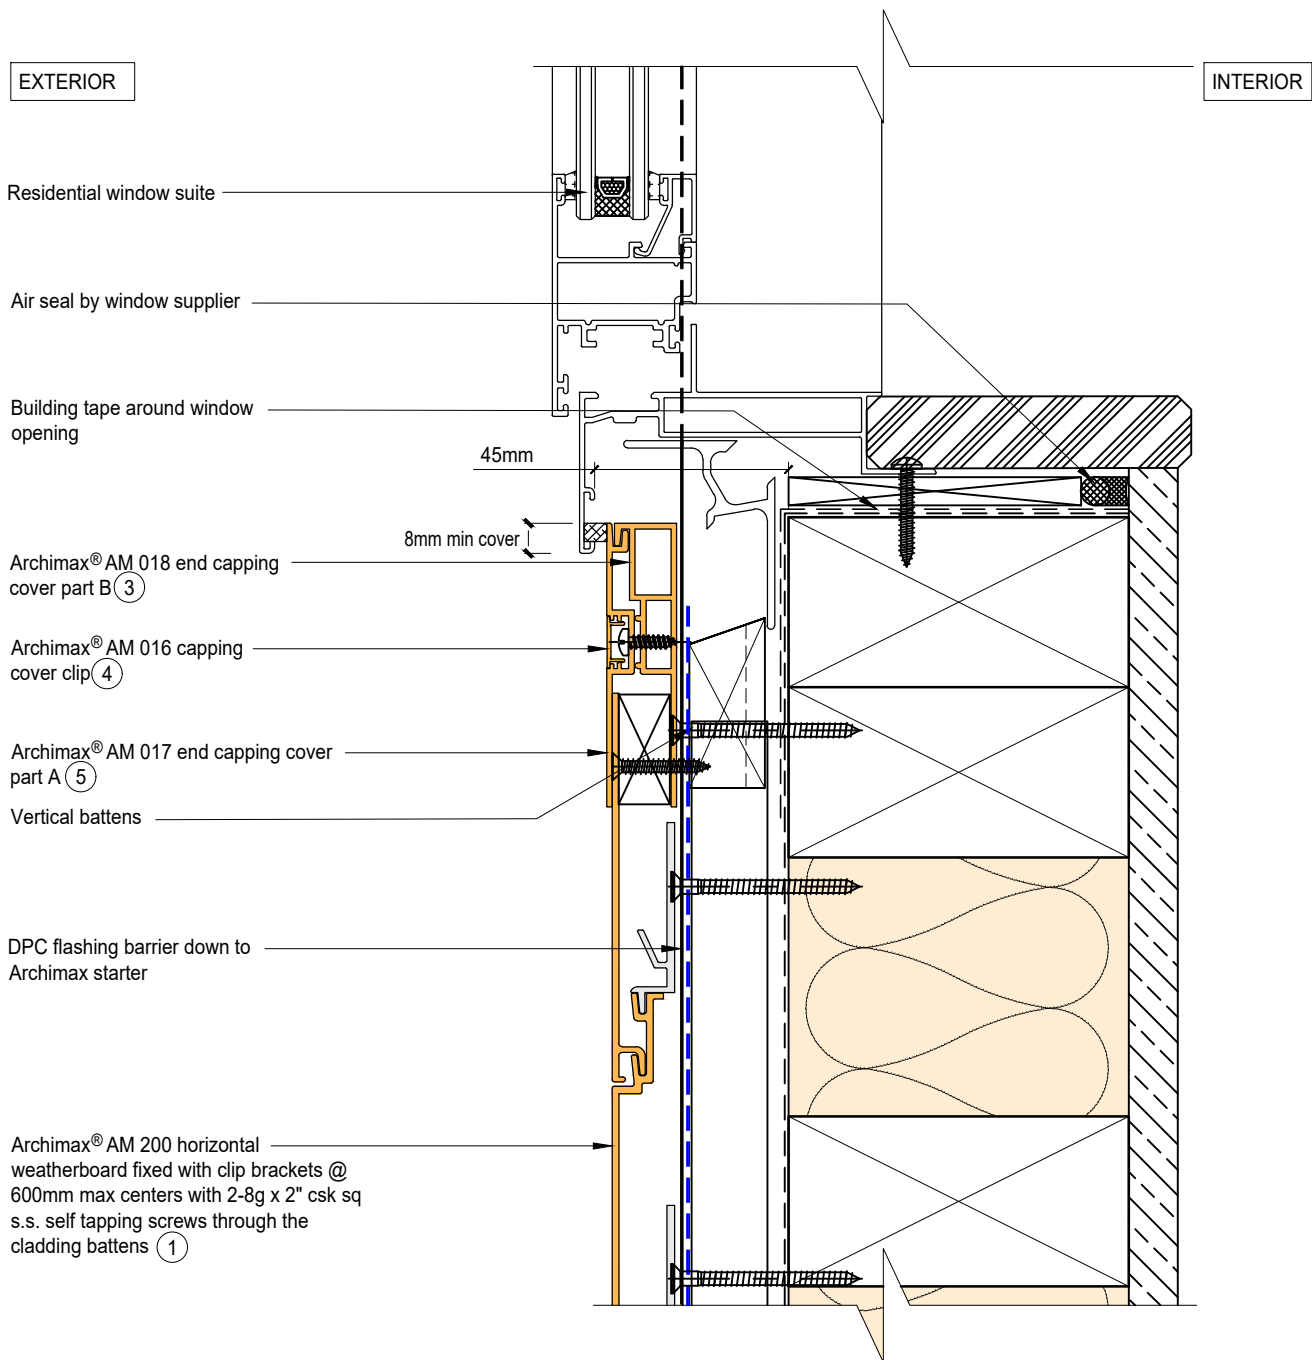 EXTERIOR
INTERIOR
Residential window suite
Air seal by window supplier
Building tape around window
opening
45mm
8mm min cover
Archimax® AM 018 end capping
cover part B 3
Archimax® AM 016 capping
cover clip 4
Archimax® AM 017 end capping cover
part A 5
Vertical battens
DPC flashing barrier down to
Archimax starter
Archimax® AM 200 horizontal
weatherboard fixed with clip brackets @
600mm max centers with 2-8g x 2" csk sq
s.s. self tapping screws through the
cladding battens 1